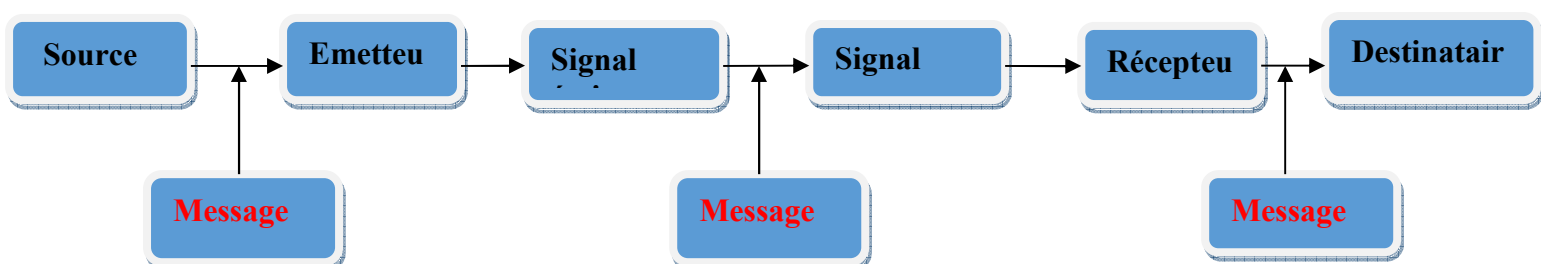 Source
Emetteu
Signal
Signal
Récepteu
Destinatair
Message
Message
Message